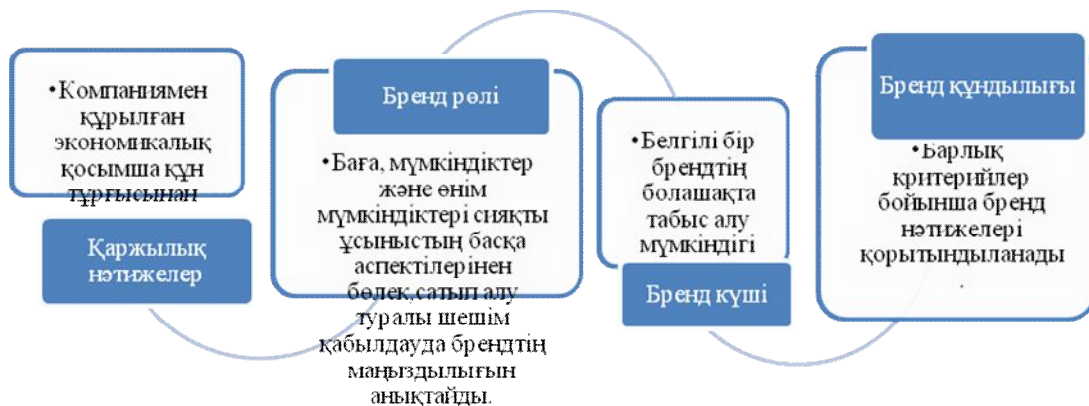 •Компаниямен
құрылған
экономикалық
қосымша құн
тұрғысынан
Қаржылық
нәтижелер
Бренд рөлі
•Баға, мүмкіндіктер
және өнім
мүмкіндіктері сияқты
ұсыныстың басқа
аспектілерінен
бөлек,сатып алу
туралы шешім
қабылдауда брендтің
маңыздылығын
анықтайды.
•Белгілі бір
брендтің
болашақта
табыс алу
мүмкіндігі
Бренд күші
Бренд құндылығы
•Барлық
критерийлер
бойынша бренд
нәтижелері
қорытындыланады
.